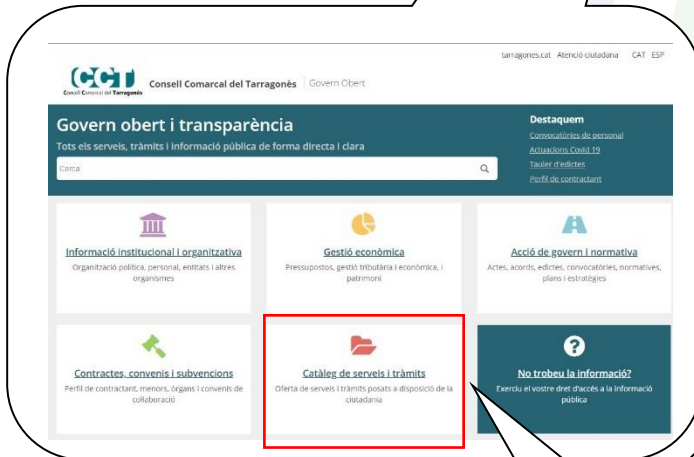 tarragones.cat Atenció ciutadana CAT ESP
CCT
Consell Comarcal del Tarragonès
Consell Comarcal del Tarragonès Govern Obert
Govern obert i transparència
Tots els serveis, tràmits i informació pública de forma directa i clara
Cerca
Destaquem
Convocatòries de personal
Actuacions Covid 19
Tauler d'edictes
Perfil de contractant
Informació institucional i organitzativa
Organització política, personal, entitats i altres
organismes
Gestió econòmica
Pressupostos, gestió tributària i econòmica, i
patrimoni
Acció de govern i normativa
Actes, acords, edictes, convocatòries, normatives,
plans i estratègies
Contractes, convenis i subvencions
Perfil de contractant, menors, òrgans i convenis de
col·laboració
Catàleg de serveis i tràmits
Oferta de serveis i tràmits posats a disposició de la
ciutadania
No trobeu la informació?
Exerciu el vostre dret d'accés a la informació
pública